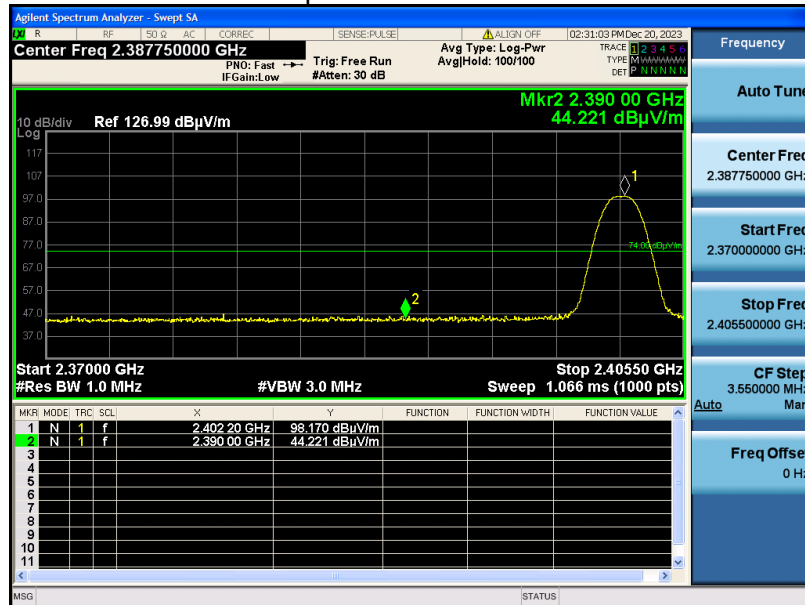 Agilent Spectrum Analyzer - Swept SA
LXI R RF 50 Ω AC CORREC SENSE:PULSE ALIGN OFF 02:31:03 PM Dec 20, 2023
Center Freq 2.387750000 GHz
PNO: Fast
IFGain:Low
Trig: Free Run
#Atten: 30 dB
Avg Type: Log-Pwr
Avg|Hold: 100/100
TRACE 1 2 3 4 5 6
TYPE M WWWWW
DET P N N N N N
Mkr2 2.390 00 GHz
44.221 dBµV/m
10 dB/div Ref 126.99 dBµV/m
Log
117
107
97.0
87.0
77.0
67.0
57.0
47.0
37.0
1
74.00 dBµV/m
2
Start 2.37000 GHz Stop 2.40550 GHz
#Res BW 1.0 MHz #VBW 3.0 MHz Sweep 1.066 ms (1000 pts)
MKR MODE TRC SCL X Y FUNCTION FUNCTION WIDTH FUNCTION VALUE
1 N 1 f 2.402 20 GHz 98.170 dBµV/m
2 N 1 f 2.390 00 GHz 44.221 dBµV/m
3
4
5
6
7
8
9
10
11
MSG STATUS
Frequency
Auto Tune
Center Freq
2.387750000 GHz
Start Freq
2.370000000 GHz
Stop Freq
2.405500000 GHz
CF Step
3.550000 MHz
Auto Man
Freq Offset
0 Hz